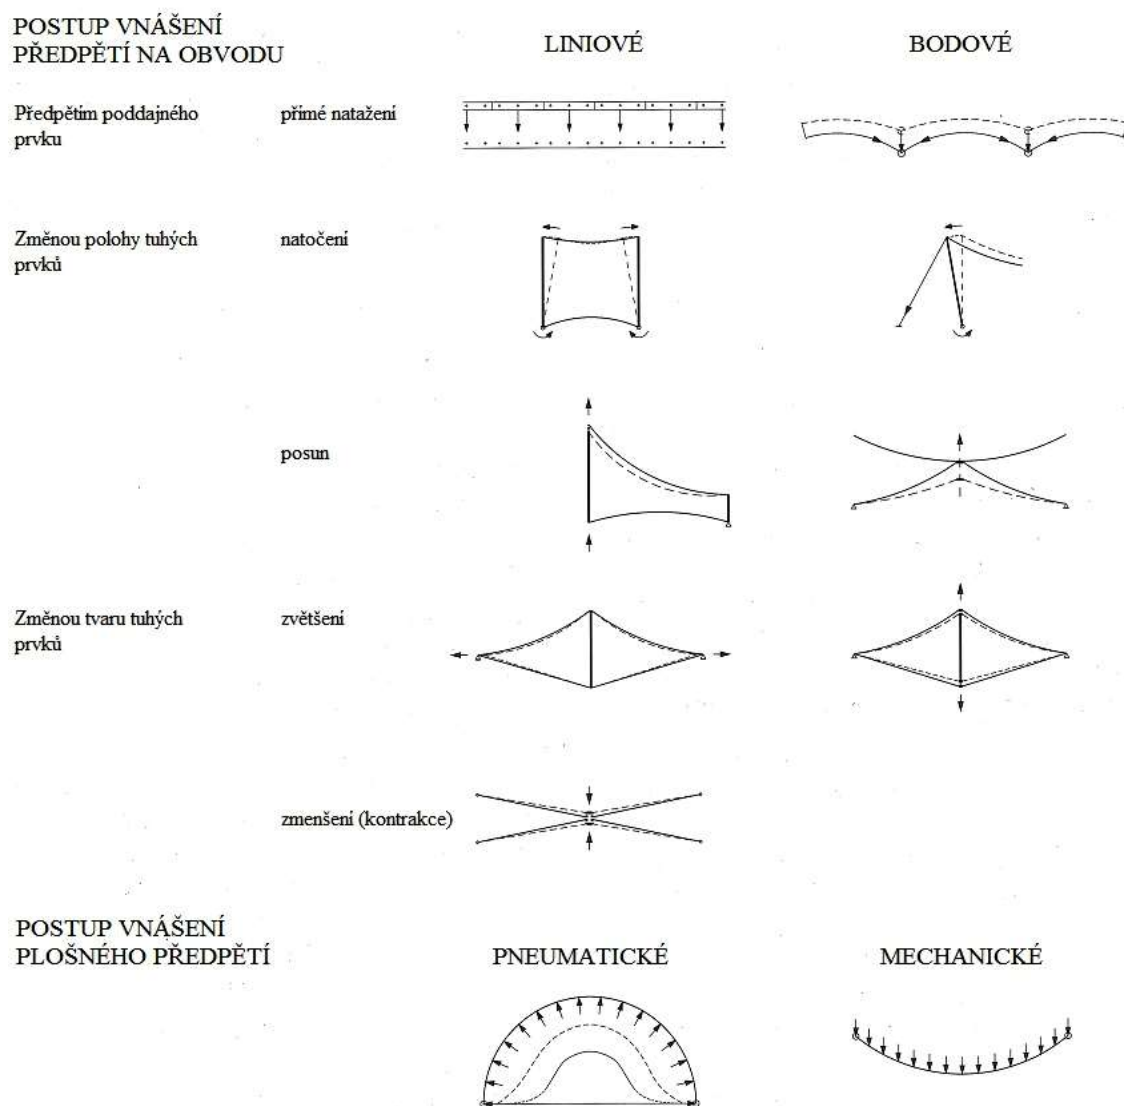 POSTUP VNÁŠENÍ
PŘEDPĚTÍ NA OBVODU
LINIOVÉ
BODOVÉ
Předpětím poddajného
prvku
přímé natažení
Změnou polohy tuhých
prvků
natočení
posun
Změnou tvaru tuhých
prvků
zvětšení
zmenšení (kontrakce)
POSTUP VNÁŠENÍ
PLOŠNÉHO PŘEDPĚTÍ
PNEUMATICKÉ
MECHANICKÉ